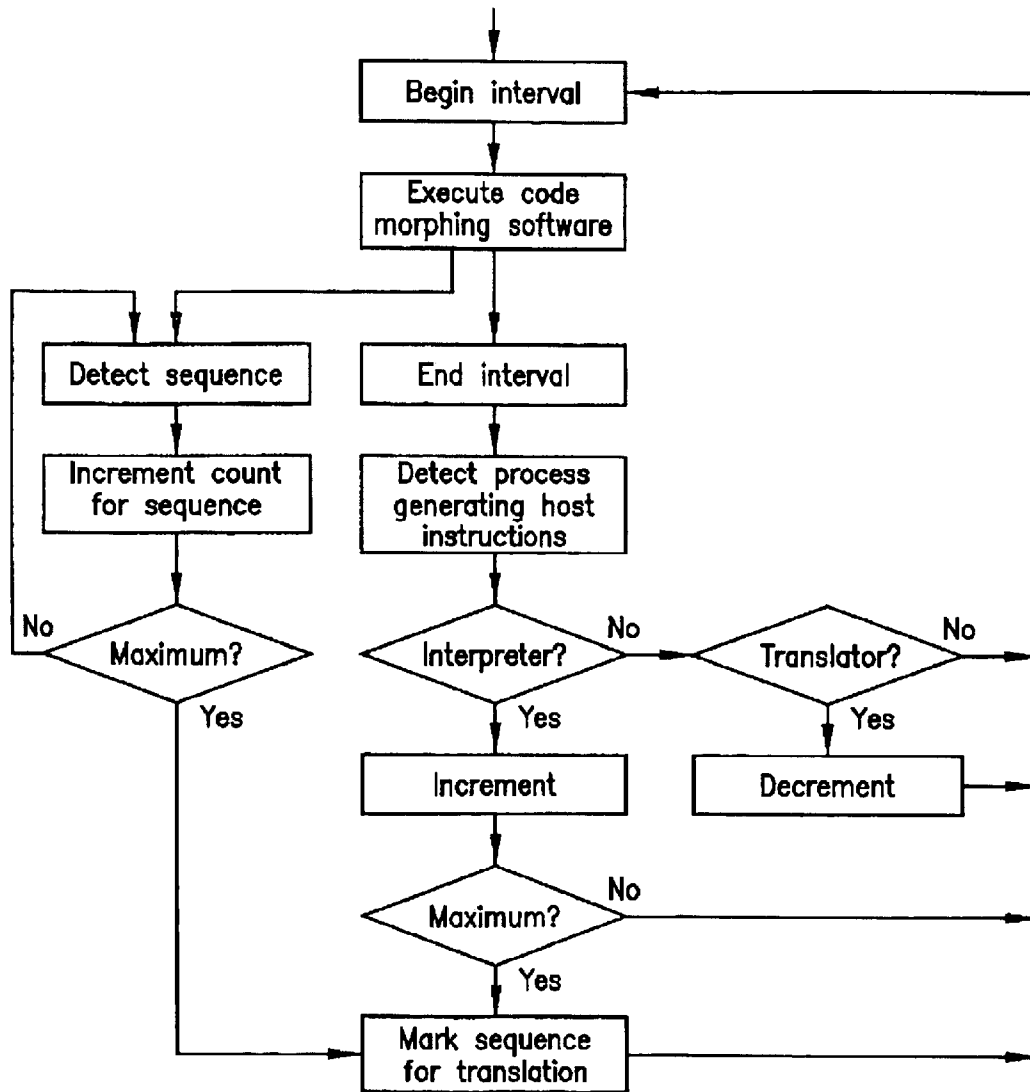 Begin interval
Execute code
morphing software
Detect sequence
End interval
Increment count
for sequence
Detect process
generating host
instructions
No
Maximum?
Yes
Interpreter?
No
Yes
Translator?
No
Yes
Increment
Decrement
Maximum?
No
Yes
Mark sequence
for translation